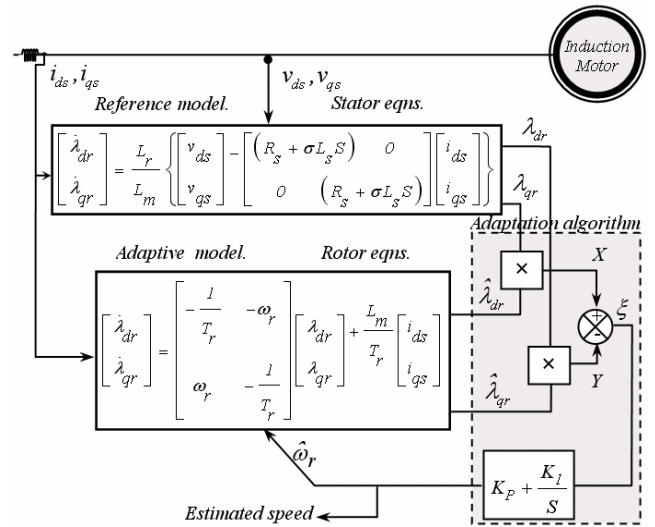 Induction
Motor
i_ds, i_qs
v_ds, v_qs
Reference model. Stator eqns.
[λ̇_dr λ̇_qr] = L_r/L_m {[v_ds v_qs] − [(R_s + σL_s S) 0 0 (R_s + σL_s S)] [i_ds i_qs]}
λ_dr
λ_qr
Adaptation algorithm
Adaptive model. Rotor eqns.
[λ̇_dr λ̇_qr] = [−1/T_r −ω_r ω_r −1/T_r] [λ_dr λ_qr] + L_m/T_r [i_ds i_qs]
λ̂_dr
×
X
+
-
ξ
×
Y
λ̂_qr
ω̂_r
K_P + K_I/S
Estimated speed